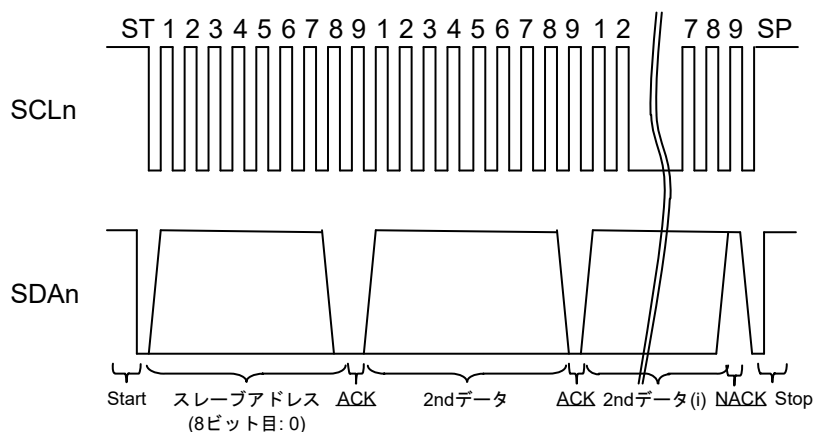 ST 1 2 3 4 5 6 7 8 9 1 2 3 4 5 6 7 8 9 1 2 7 8 9 SP
SCLn
SDAn
Start スレーブアドレス ACK 2ndデータ ACK 2ndデータ(i) NACK Stop
(8ビット目: 0)